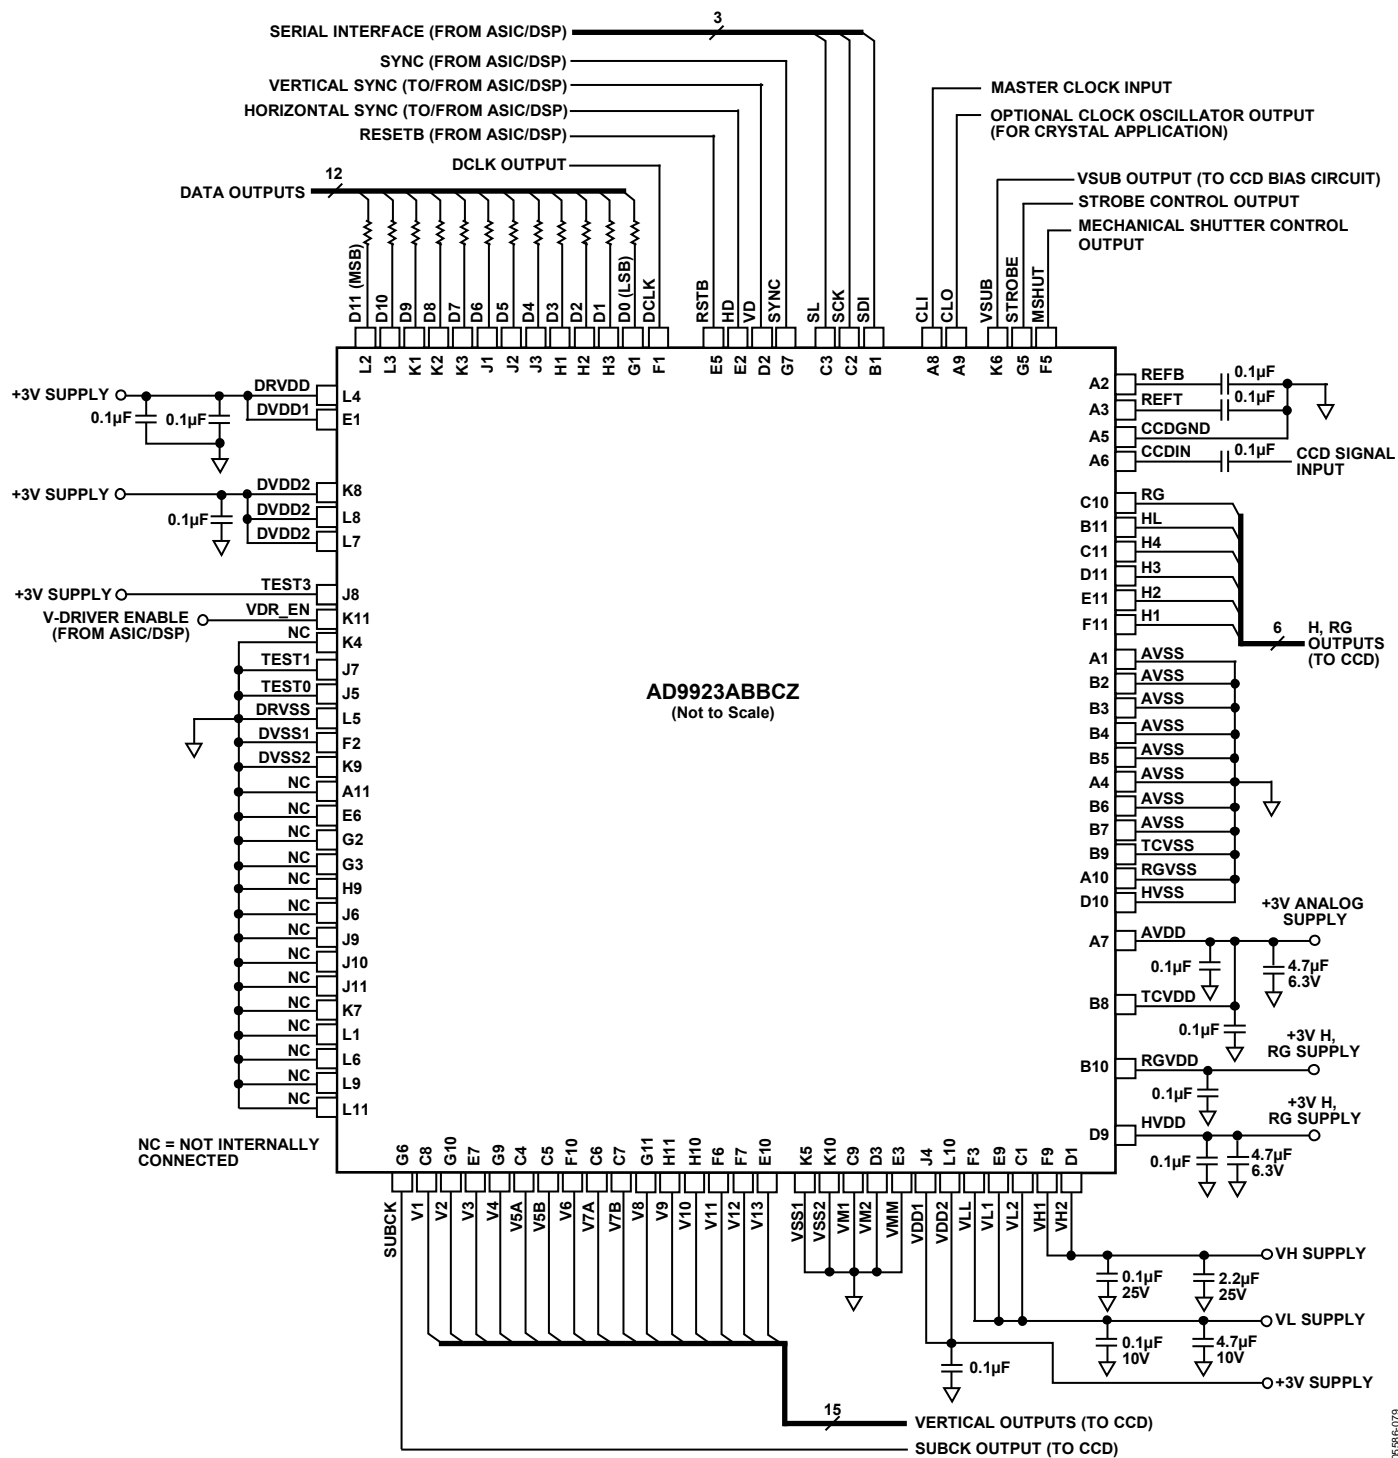 3
SERIAL INTERFACE (FROM ASIC/DSP)
SYNC (FROM ASIC/DSP)
VERTICAL SYNC (TO/FROM ASIC/DSP)
HORIZONTAL SYNC (TO/FROM ASIC/DSP)
RESETB (FROM ASIC/DSP)
DCLK OUTPUT
12
DATA OUTPUTS
MASTER CLOCK INPUT
OPTIONAL CLOCK OSCILLATOR OUTPUT
(FOR CRYSTAL APPLICATION)
VSUB OUTPUT (TO CCD BIAS CIRCUIT)
STROBE CONTROL OUTPUT
MECHANICAL SHUTTER CONTROL
OUTPUT
D11 (MSB)
D10
D9
D8
D7
D6
D5
D4
D3
D2
D1
D0 (LSB)
DCLK
RSTB
HD
VD
SYNC
SL
SCK
SDI
CLI
CLO
VSUB
STROBE
MSHUT
L2
L3
K1
K2
K3
J1
J2
J3
H1
H2
H3
G1
F1
E5
E2
D2
G7
C3
C2
B1
A8
A9
K6
G5
F5
+3V SUPPLY
0.1µF
0.1µF
DRVDD
L4
DVDD1
E1
+3V SUPPLY
0.1µF
DVDD2
K8
DVDD2
L8
DVDD2
L7
+3V SUPPLY
TEST3
J8
V-DRIVER ENABLE
(FROM ASIC/DSP)
VDR_EN
K11
NC
K4
TEST1
J7
TEST0
J5
DRVSS
L5
DVSS1
F2
DVSS2
K9
NC
A11
NC
E6
NC
G2
NC
G3
NC
H9
NC
J6
NC
J9
NC
J10
NC
J11
NC
K7
NC
L1
NC
L6
NC
L9
NC
L11
NC = NOT INTERNALLY
CONNECTED
AD9923ABBCZ
(Not to Scale)
A2
REFB
0.1µF
A3
REFT
0.1µF
A5
CCDGND
A6
CCDIN
0.1µF
CCD SIGNAL
INPUT
C10
RG
B11
HL
C11
H4
D11
H3
E11
H2
F11
H1
6
H, RG
OUTPUTS
(TO CCD)
A1
AVSS
B2
AVSS
B3
AVSS
B4
AVSS
B5
AVSS
A4
AVSS
B6
AVSS
B7
AVSS
B9
TCVSS
A10
RGVSS
D10
HVSS
+3V ANALOG
SUPPLY
A7
AVDD
0.1µF
4.7µF
6.3V
B8
TCVDD
0.1µF
+3V H,
RG SUPPLY
B10
RGVDD
0.1µF
+3V H,
RG SUPPLY
D9
HVDD
0.1µF
4.7µF
6.3V
G6
C8
G10
E7
G9
C4
C5
F10
C6
C7
G11
H11
H10
F6
F7
E10
K5
K10
C9
D3
E3
J4
L10
F3
E9
C1
F9
D1
SUBCK
V1
V2
V3
V4
V5A
V5B
V6
V7A
V7B
V8
V9
V10
V11
V12
V13
VSS1
VSS2
VM1
VM2
VMM
VDD1
VDD2
VLL
VL1
VL2
VH1
VH2
VH SUPPLY
0.1µF
25V
2.2µF
25V
VL SUPPLY
0.1µF
10V
4.7µF
10V
0.1µF
+3V SUPPLY
15
VERTICAL OUTPUTS (TO CCD)
SUBCK OUTPUT (TO CCD)